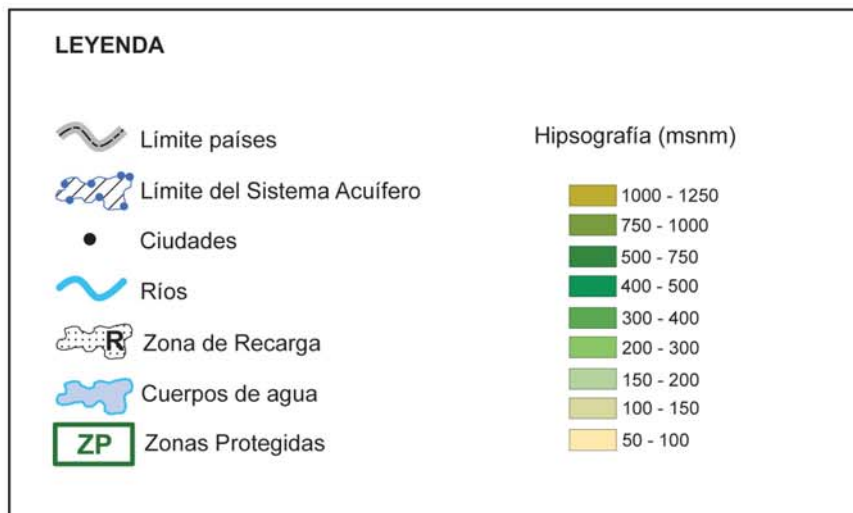 LEYENDA
Límite países
Límite del Sistema Acuífero
Ciudades
Ríos
R Zona de Recarga
Cuerpos de agua
ZP Zonas Protegidas
Hipsografía (msnm)
1000 - 1250
750 - 1000
500 - 750
400 - 500
300 - 400
200 - 300
150 - 200
100 - 150
50 - 100